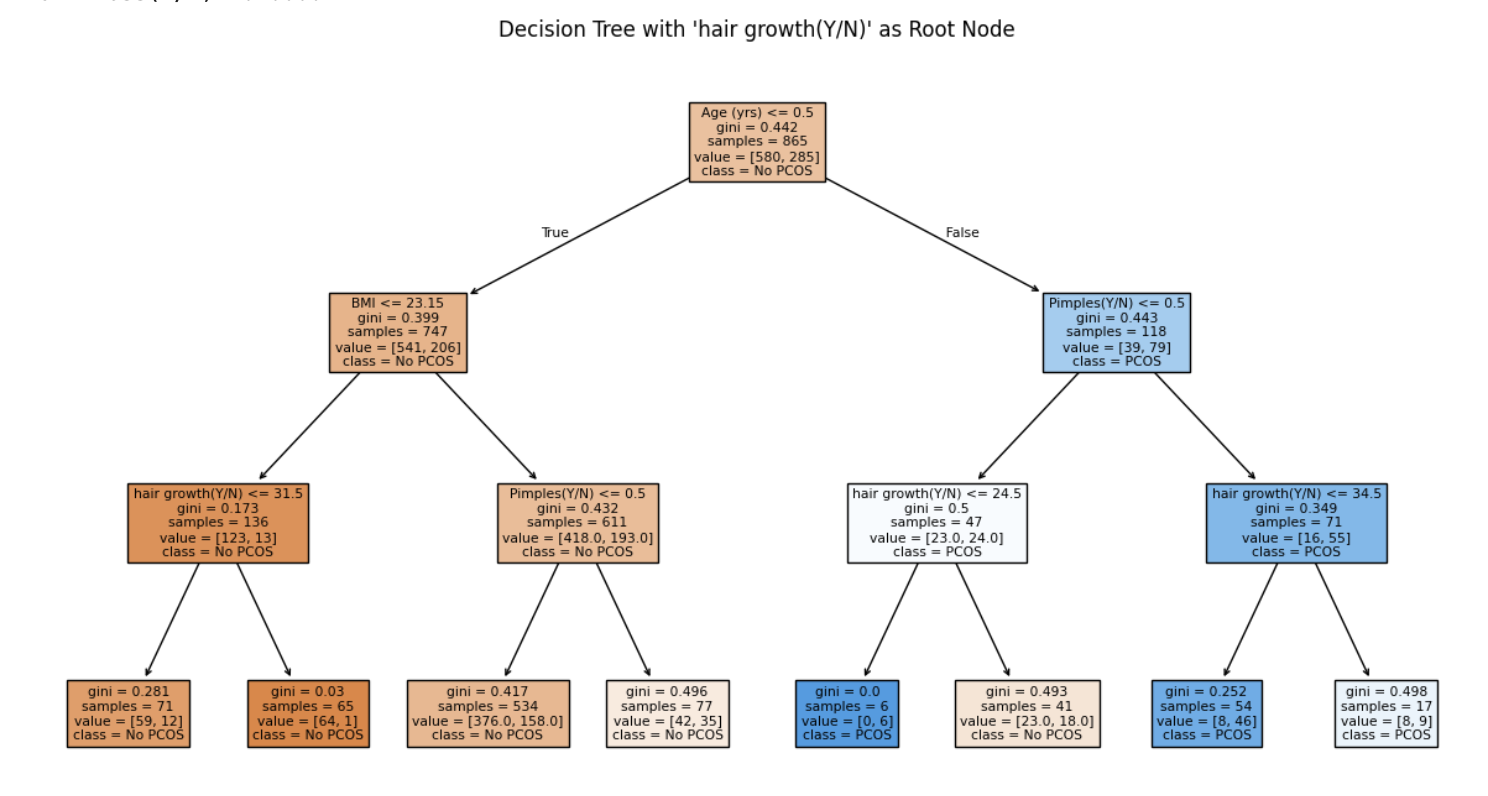 Decision Tree with 'hair growth(Y/N)' as Root Node
Age (yrs) <= 0.5
gini = 0.442
samples = 865
value = [580, 285]
class = No PCOS
True
False
BMI <= 23.15
gini = 0.399
samples = 747
value = [541, 206]
class = No PCOS
Pimples(Y/N) <= 0.5
gini = 0.443
samples = 118
value = [39, 79]
class = PCOS
hair growth(Y/N) <= 31.5
gini = 0.173
samples = 136
value = [123, 13]
class = No PCOS
Pimples(Y/N) <= 0.5
gini = 0.432
samples = 611
value = [418.0, 193.0]
class = No PCOS
hair growth(Y/N) <= 24.5
gini = 0.5
samples = 47
value = [23.0, 24.0]
class = PCOS
hair growth(Y/N) <= 34.5
gini = 0.349
samples = 71
value = [16, 55]
class = PCOS
gini = 0.281
samples = 71
value = [59, 12]
class = No PCOS
gini = 0.03
samples = 65
value = [64, 1]
class = No PCOS
gini = 0.417
samples = 534
value = [376.0, 158.0]
class = No PCOS
gini = 0.496
samples = 77
value = [42, 35]
class = No PCOS
gini = 0.0
samples = 6
value = [0, 6]
class = PCOS
gini = 0.493
samples = 41
value = [23.0, 18.0]
class = No PCOS
gini = 0.252
samples = 54
value = [8, 46]
class = PCOS
gini = 0.498
samples = 17
value = [8, 9]
class = PCOS